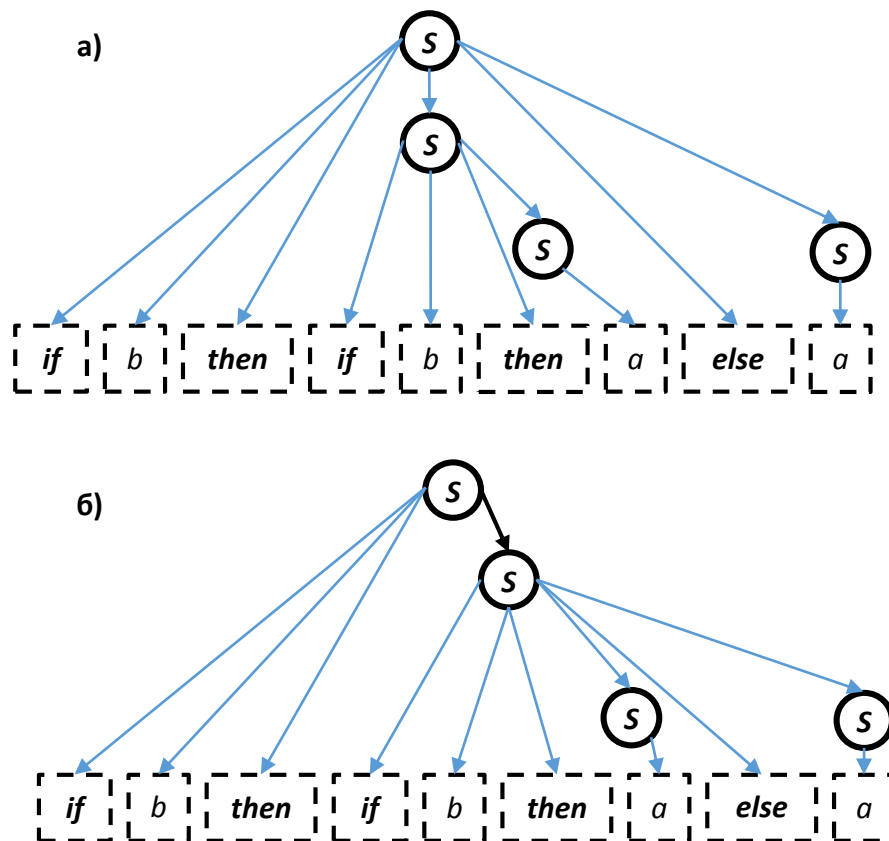 а)
S
S
S
S
if b then if b then a else a
б)
S
S
S
S
if b then if b then a else a